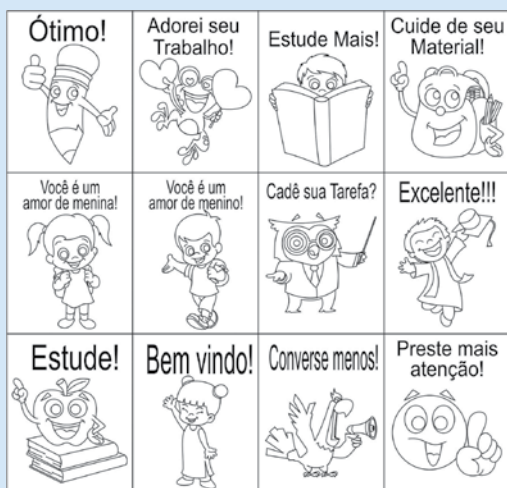 Ótimo!
Adorei seu
Trabalho!
Estude Mais!
Cuide de seu
Material!
Você é um
amor de menina!
Você é um
amor de menino!
Cadê sua Tarefa?
Excelente!!!
Estude!
Bem vindo!
Converse menos!
Preste mais
atenção!